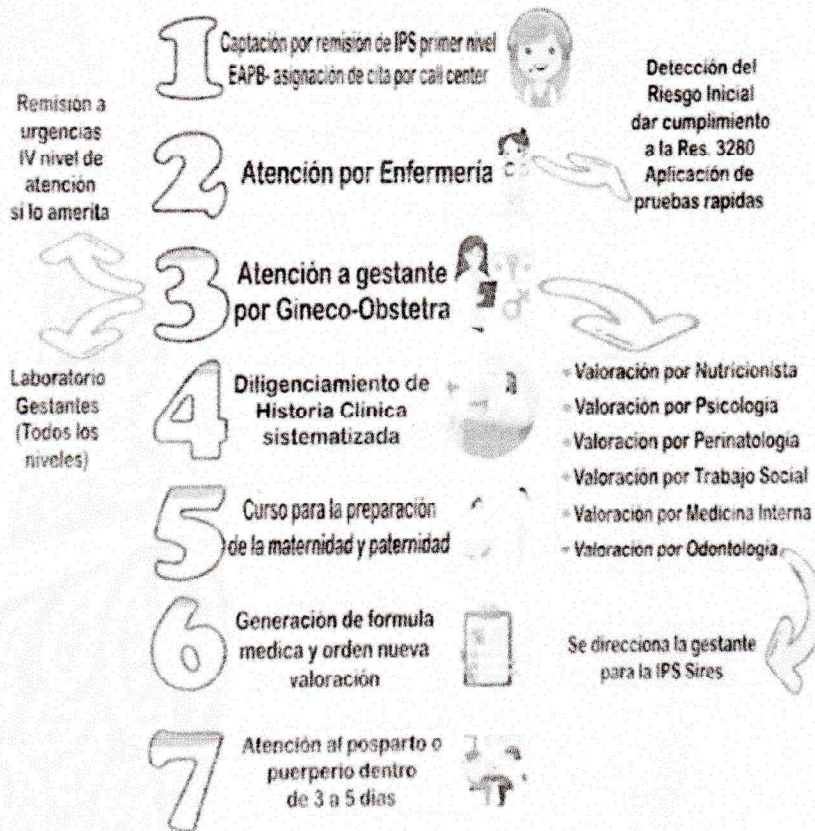 1
Captación por remisión de IPS primer nivel
EAPB- asignación de cita por call center
Detección del
Riesgo Inicial
dar cumplimiento
a la Res. 3280
Aplicación de
pruebas rapidas
Remisión a
urgencias
IV nivel de
atención
si lo amerita
2
Atención por Enfermería
3
Atención a gestante
por Gineco-Obstetra
Laboratorio
Gestantes
(Todos los
niveles)
4
Diligenciamiento de
Historia Clínica
sistematizada
- Valoración por Nutricionista
- Valoración por Psicología
- Valoracion por Perinatología
- Valoración por Trabajo Social
- Valoración por Medicina Interna
- Valoración por Odontología
5
Curso para la preparación
de la maternidad y paternidad
6
Generación de formula
medica y orden nueva
valoración
Se direcciona la gestante
para la IPS Sires
7
Atención al posparto o
puerperio dentro
de 3 a 5 dias